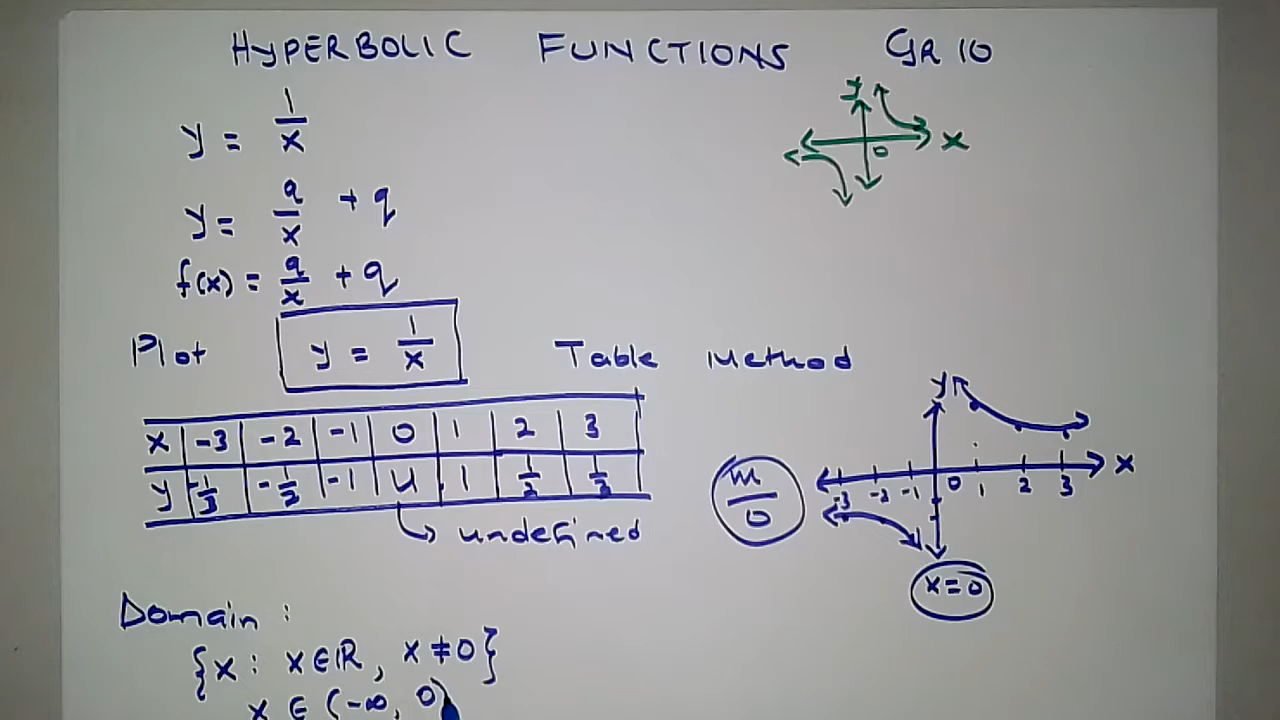 HYPERBOLIC FUNCTIONS GR 10
y = 1/x
y = a/x + q
f(x) = a/x + q
y
x
0
Plot y = 1/x Table Method
x -3 -2 -1 0 1 2 3
y -1/3 -1/2 -1 U 1 1/2 1/3
undefined
m/0
y
x
-3 -2 -1 0 1 2 3
x = 0
Domain :
{x : x∈ℝ, x ≠ 0}
x ∈ (-∞, 0)